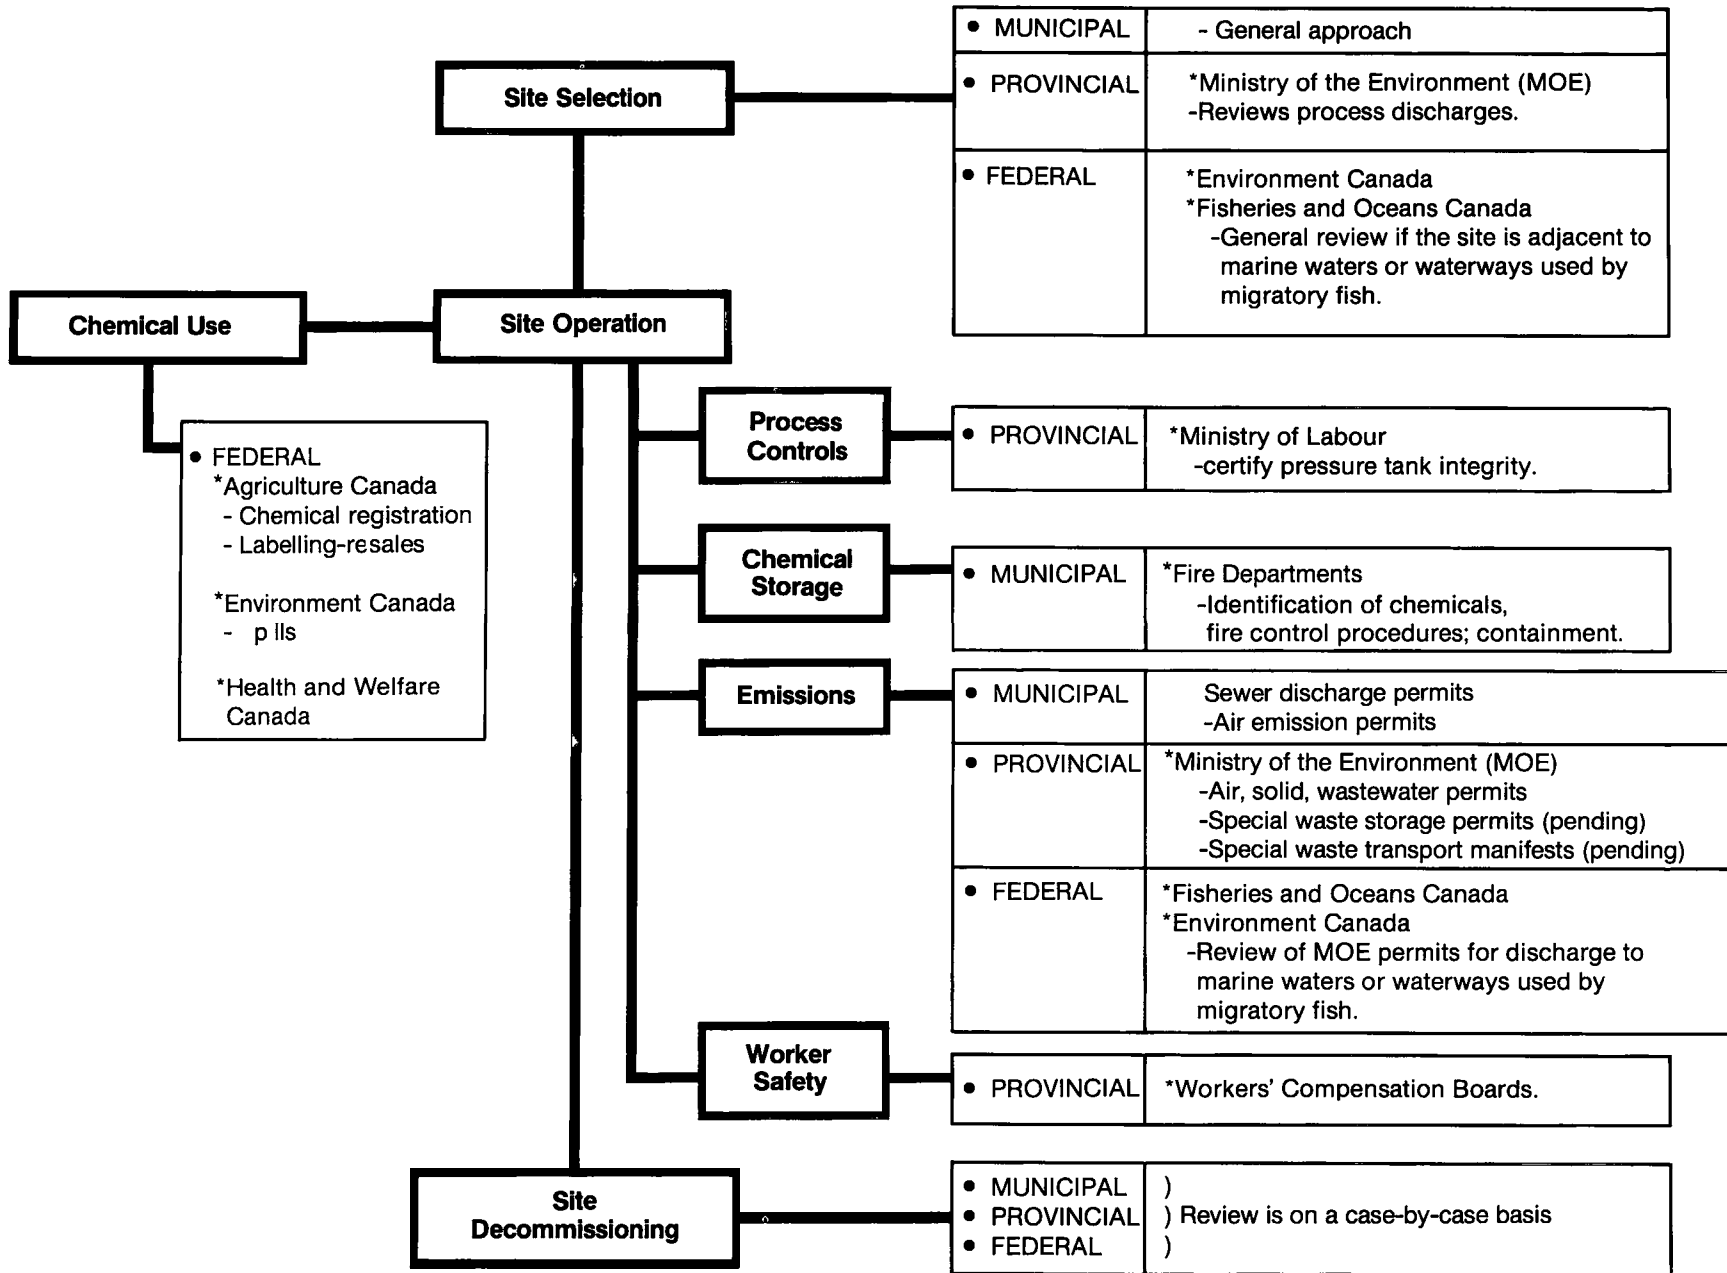 • MUNICIPAL - General approach
Site Selection
• PROVINCIAL *Ministry of the Environment (MOE)
-Reviews process discharges.
• FEDERAL *Environment Canada
*Fisheries and Oceans Canada
-General review if the site is adjacent to
marine waters or waterways used by
migratory fish.
Chemical Use
Site Operation
• FEDERAL
*Agriculture Canada
- Chemical registration
- Labelling-resales
*Environment Canada
-
*Health and Welfare
Canada
Process
Controls
• PROVINCIAL *Ministry of Labour
-certify pressure tank integrity.
Chemical
Storage
• MUNICIPAL *Fire Departments
-Identification of chemicals,
fire control procedures; containment.
Emissions
• MUNICIPAL Sewer discharge permits
-Air emission permits
• PROVINCIAL *Ministry of the Environment (MOE)
-Air, solid, wastewater permits
-Special waste storage permits (pending)
-Special waste transport manifests (pending)
• FEDERAL *Fisheries and Oceans Canada
*Environment Canada
-Review of MOE permits for discharge to
marine waters or waterways used by
migratory fish.
Worker
Safety
• PROVINCIAL *Workers' Compensation Boards.
Site
Decommissioning
• MUNICIPAL )
• PROVINCIAL ) Review is on a case-by-case basis
• FEDERAL )